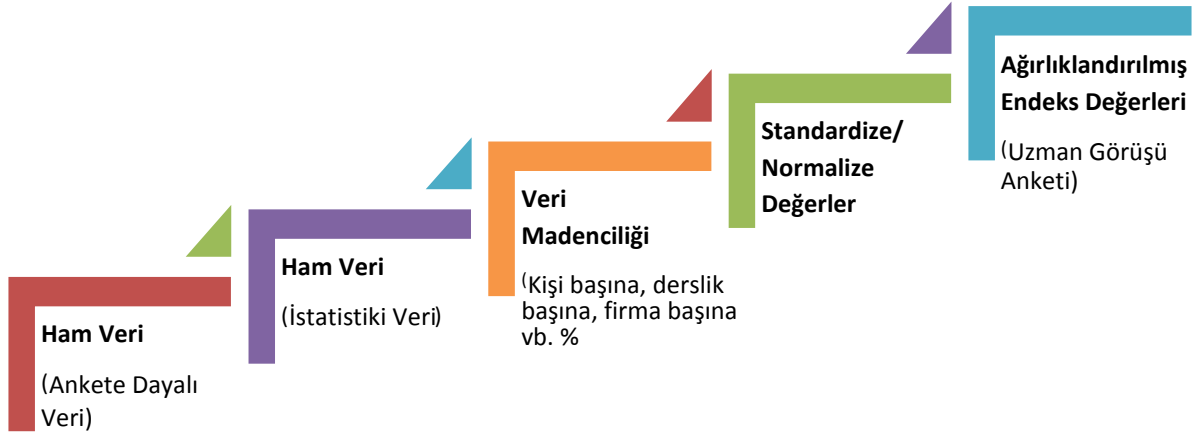 Ham Veri
(Ankete Dayalı
Veri)
Ham Veri
(İstatistiki Veri)
Veri
Madenciliği
(Kişi başına, derslik
başına, firma başına
vb. %
Standardize/
Normalize
Değerler
Ağırlıklandırılmış
Endeks Değerleri
(Uzman Görüşü
Anketi)